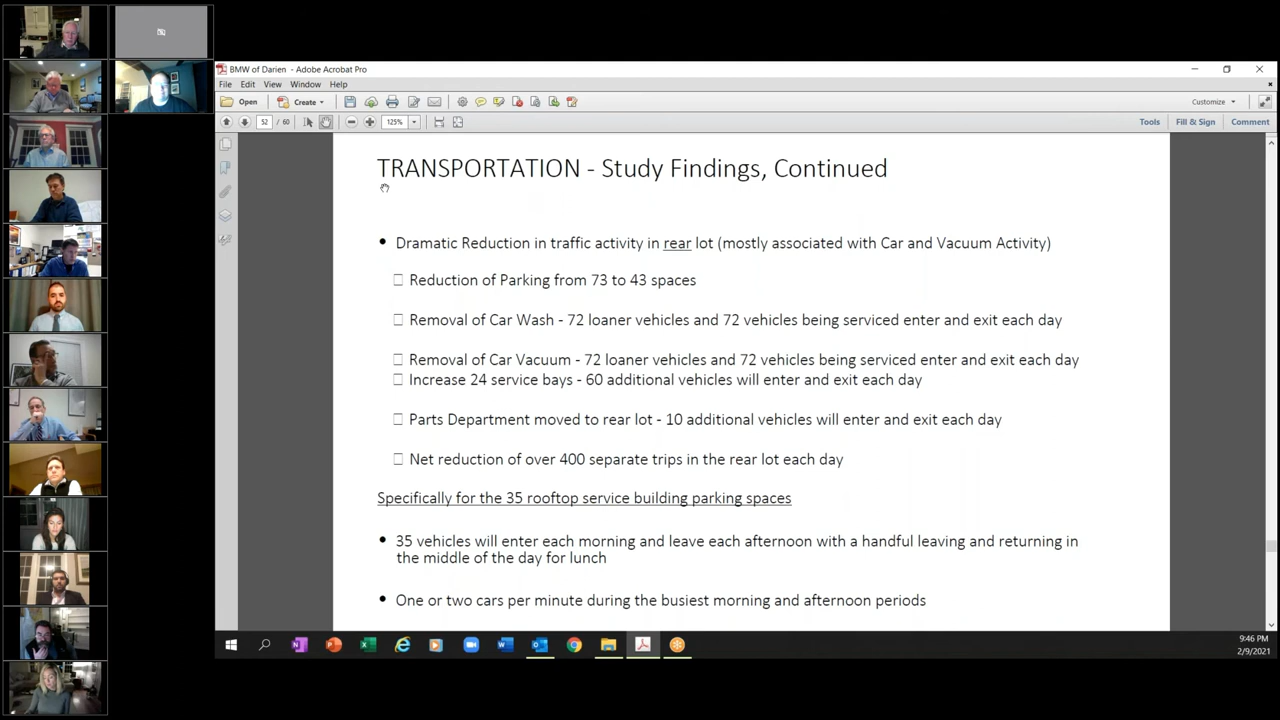 BMW of Darien - Adobe Acrobat Pro
File Edit View Window Help
Open Create Customize
52 / 60 125% Tools Fill & Sign Comment
TRANSPORTATION - Study Findings, Continued
• Dramatic Reduction in traffic activity in rear lot (mostly associated with Car and Vacuum Activity)
□ Reduction of Parking from 73 to 43 spaces
□ Removal of Car Wash - 72 loaner vehicles and 72 vehicles being serviced enter and exit each day
□ Removal of Car Vacuum - 72 loaner vehicles and 72 vehicles being serviced enter and exit each day
□ Increase 24 service bays - 60 additional vehicles will enter and exit each day
□ Parts Department moved to rear lot - 10 additional vehicles will enter and exit each day
□ Net reduction of over 400 separate trips in the rear lot each day
Specifically for the 35 rooftop service building parking spaces
• 35 vehicles will enter each morning and leave each afternoon with a handful leaving and returning in
the middle of the day for lunch
• One or two cars per minute during the busiest morning and afternoon periods
9:46 PM
2/9/2021